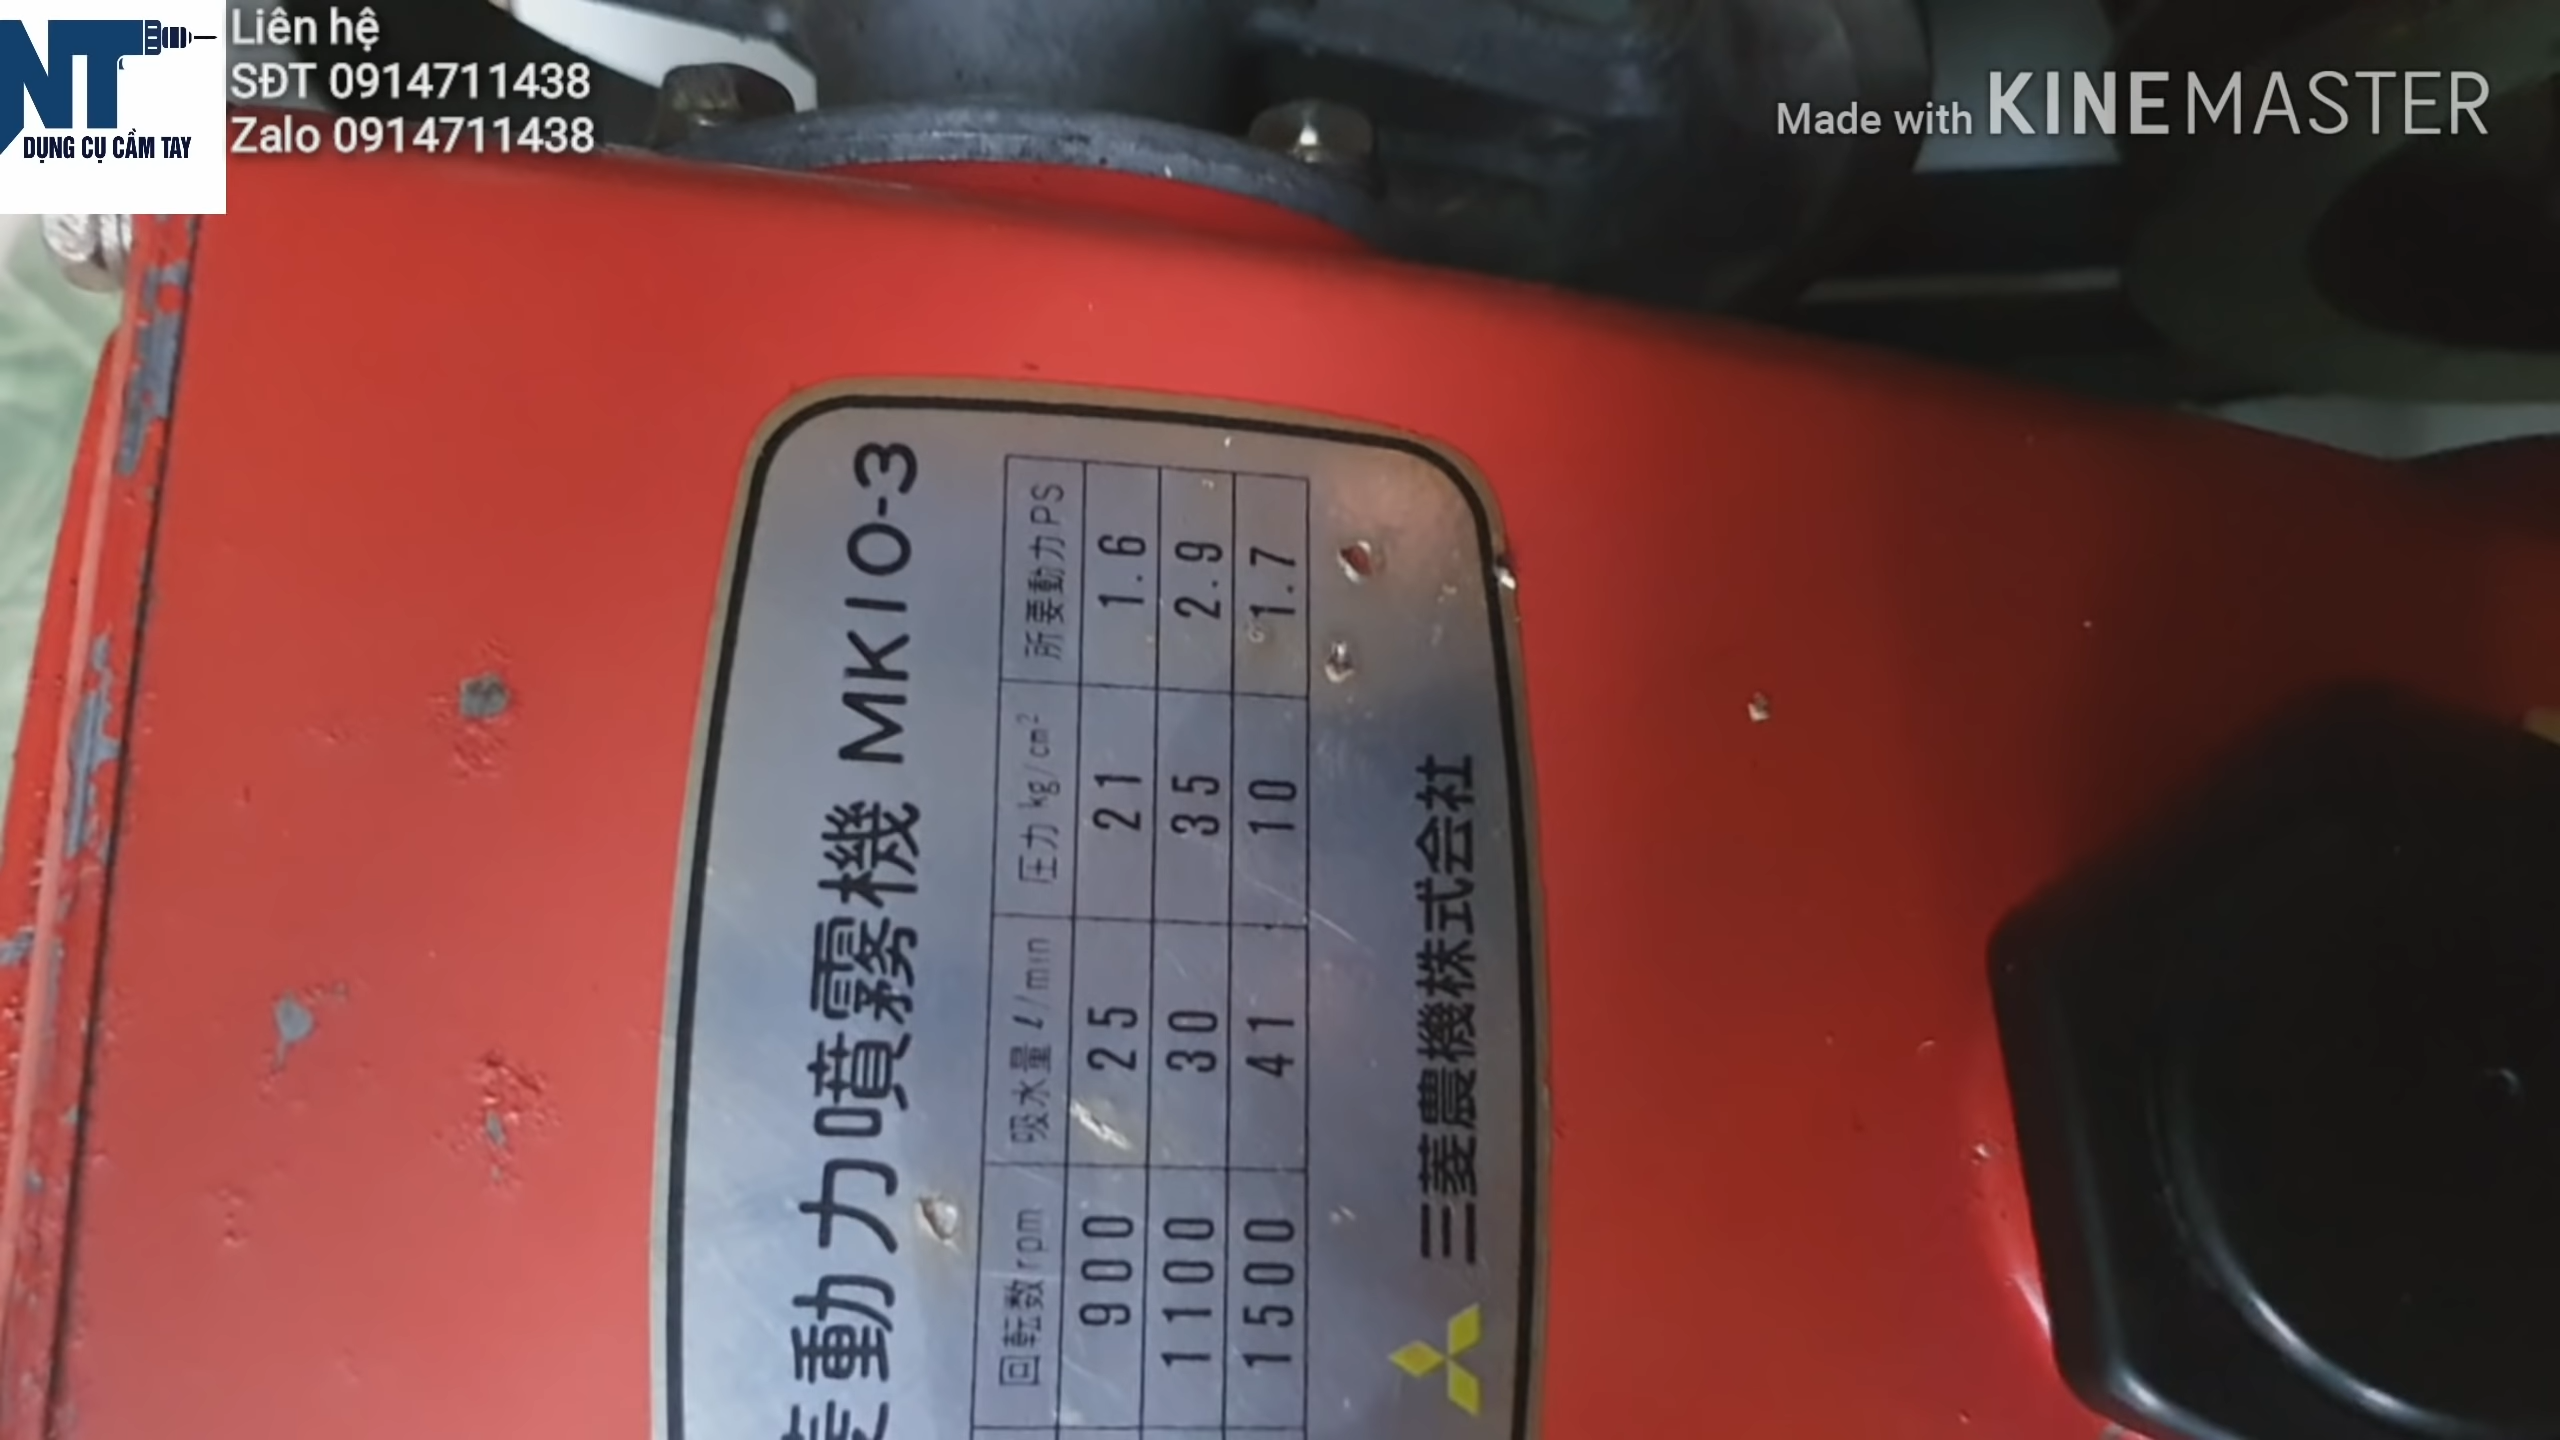 NT
DỤNG CỤ CẦM TAY
Liên hệ
SĐT 0914711438
Zalo 0914711438
Made with KINEMASTER
動力噴霧機 MK10-3
回転数rpm 吸水量 ℓ/min 圧力 kg/cm² 所要動力PS
900 25 21 1.6
1100 30 35 2.9
1500 41 10 1.7
三菱農機株式会社